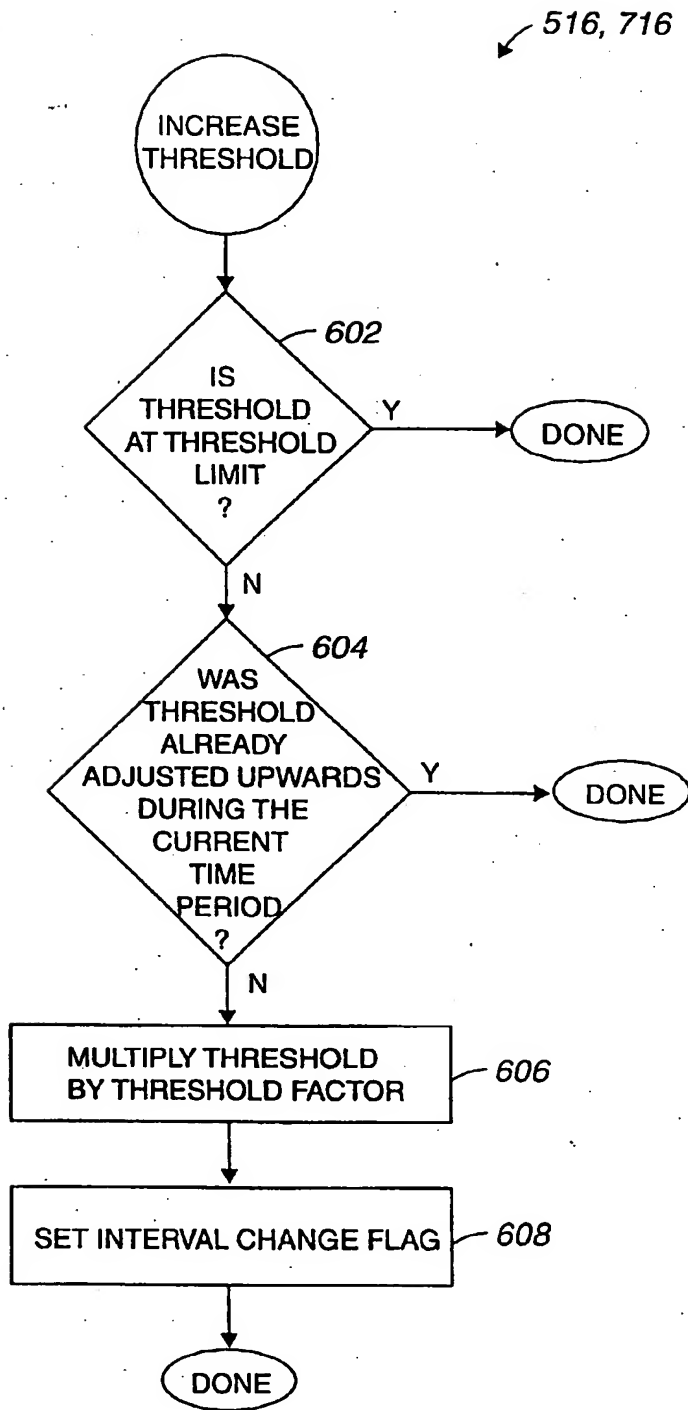 516, 716
INCREASE
THRESHOLD
602
IS
THRESHOLD
AT THRESHOLD
LIMIT
?
Y
DONE
N
604
WAS
THRESHOLD
ALREADY
ADJUSTED UPWARDS
DURING THE
CURRENT
TIME
PERIOD
?
Y
DONE
N
MULTIPLY THRESHOLD
BY THRESHOLD FACTOR
606
SET INTERVAL CHANGE FLAG
608
DONE